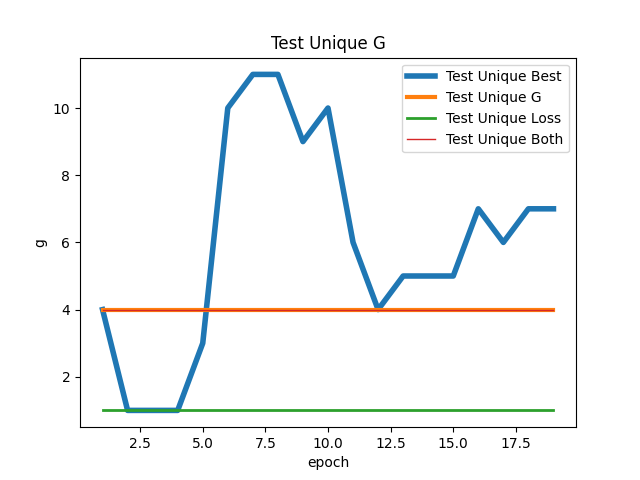 Test Unique G
Test Unique Best
Test Unique G
Test Unique Loss
Test Unique Both
g
10
8
6
4
2
2.5 5.0 7.5 10.0 12.5 15.0 17.5
epoch